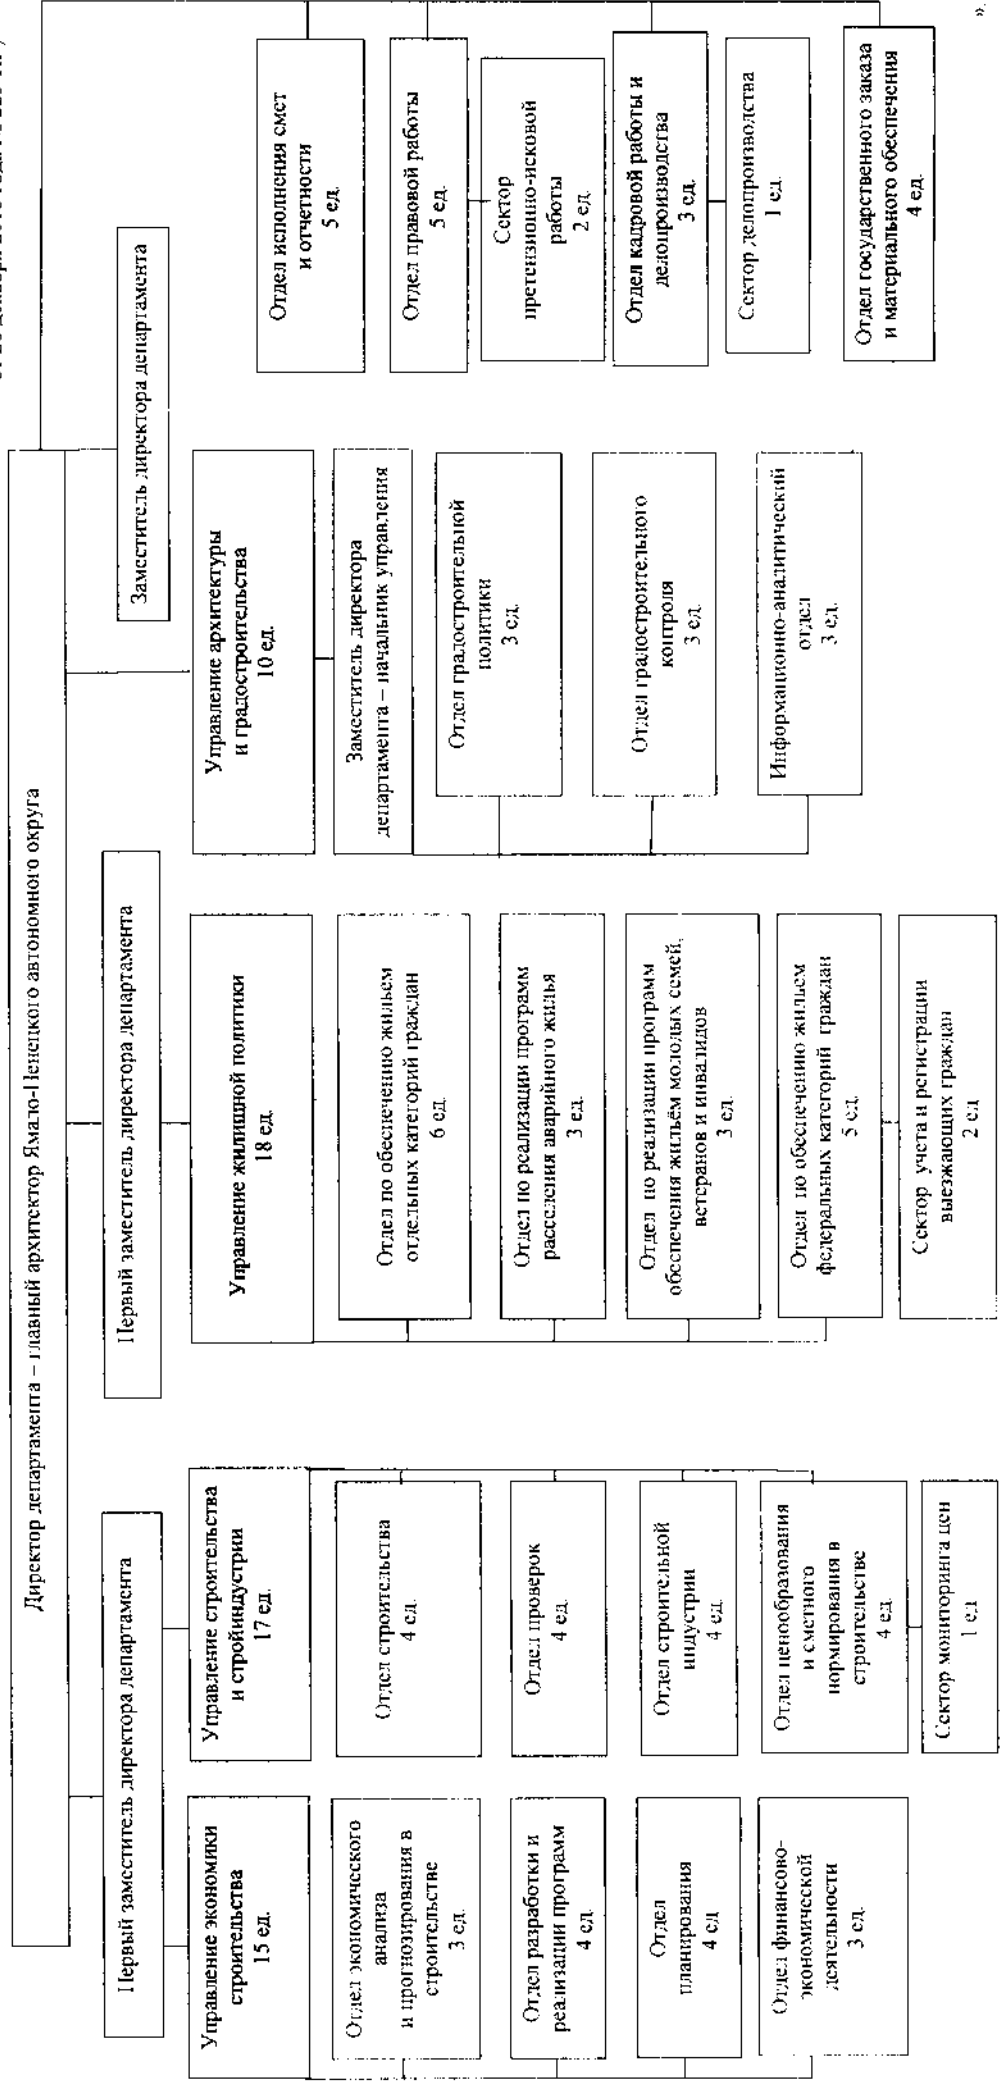 Директор департамента – главный архитектор Ямало-Ненецкого автономного округа
Первый заместитель директора департамента
Первый заместитель директора департамента
Заместитель директора департамента
Управление экономики
строительства
15 ед.
Отдел экономического
анализа
и прогнозирования в
строительстве
3 ед.
Отдел разработки и
реализации программ
4 ед.
Отдел
планирования
4 ед
Отдел финансово-
экономической
деятельности
3 ед.
Управление строительства
и стройиндустрии
17 ед.
Отдел строительства
4 ед.
Отдел проверок
4 ед.
Отдел строительной
индустрии
4 ед.
Отдел ценообразования
и сметного
нормирования в
строительстве
4 ед.
Сектор мониторинга цен
1 ед
Управление жилищной политики
18 ед.
Отдел по обеспечению жильем
отдельных категорий граждан
6 ед.
Отдел по реализации программ
расселения аварийного жилья
3 ед.
Отдел по реализации программ
обеспечения жильём молодых семей,
ветеранов и инвалидов
3 ед.
Отдел по обеспечению жильем
федеральных категорий граждан
5 ед.
Сектор учета и регистрации
выезжающих граждан
2 ед
Управление архитектуры
и градостроительства
10 ед.
Заместитель директора
департамента – начальник управления
Отдел градостроительной
политики
3 ед.
Отдел градостроительного
контроля
3 ед.
Информационно-аналитический
отдел
3 ед.
Отдел исполнения смет
и отчетности
5 ед.
Отдел правовой работы
5 ед.
Сектор
претензионно-исковой
работы
2 ед.
Отдел кадровой работы и
делопроизводства
3 ед.
Сектор делопроизводства
1 ед.
Отдел государственного заказа
и материального обеспечения
4 ед.
».